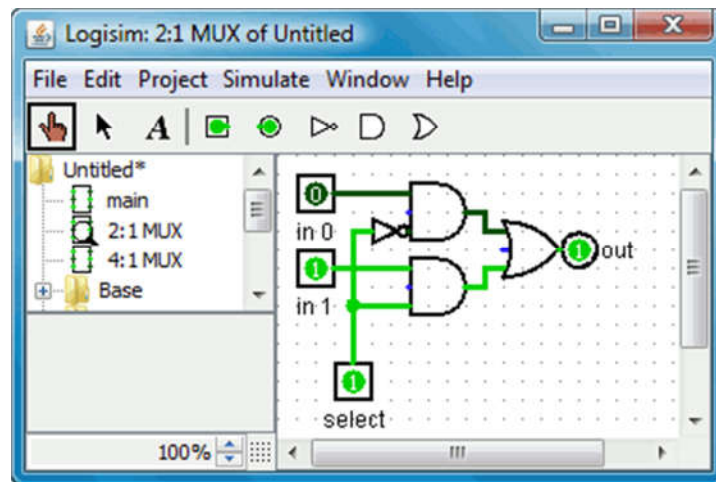 Logisim: 2:1 MUX of Untitled
File Edit Project Simulate Window Help
A
Untitled*
main
2:1 MUX
4:1 MUX
Base
0
in 0
1
in 1
1
out
1
select
100%